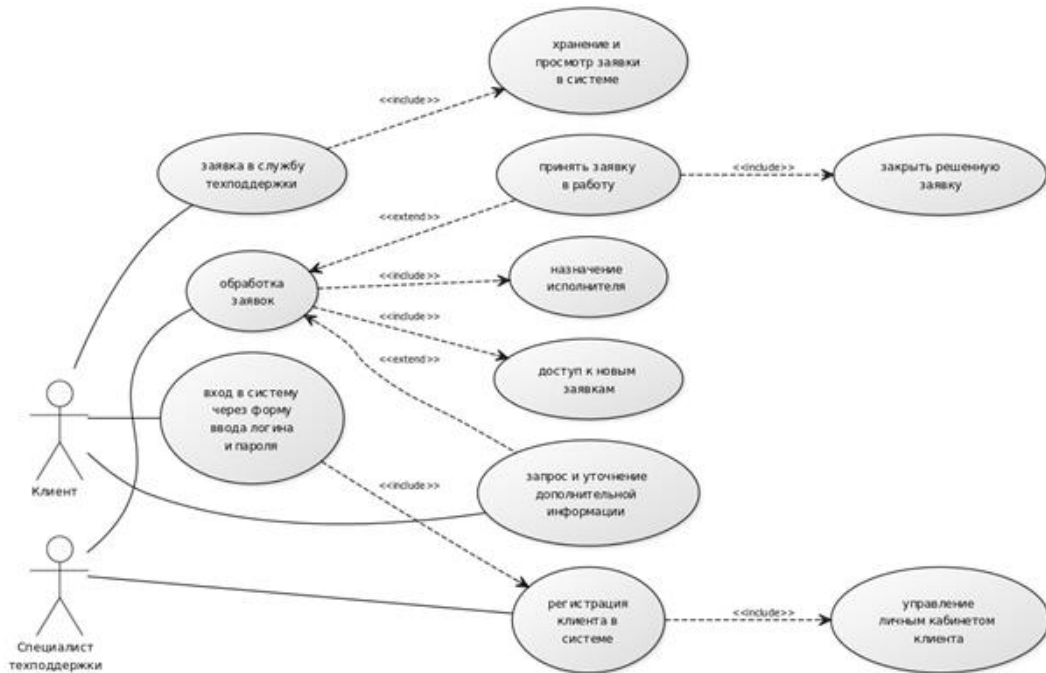 хранение и
просмотр заявки
в системе
<<include>>
заявка в службу
техподдержки
принять заявку
в работу
<<include>>
закрыть решенную
заявку
<<extend>>
обработка
заявок
<<include>>
назначение
исполнителя
<<include>>
<<extend>>
доступ к новым
заявкам
вход в систему
через форму
ввода логина
и пароля
Клиент
<<include>>
запрос и уточнение
дополнительной
информации
Специалист
техподдержки
регистрация
клиента в
системе
<<include>>
управление
личным кабинетом
клиента